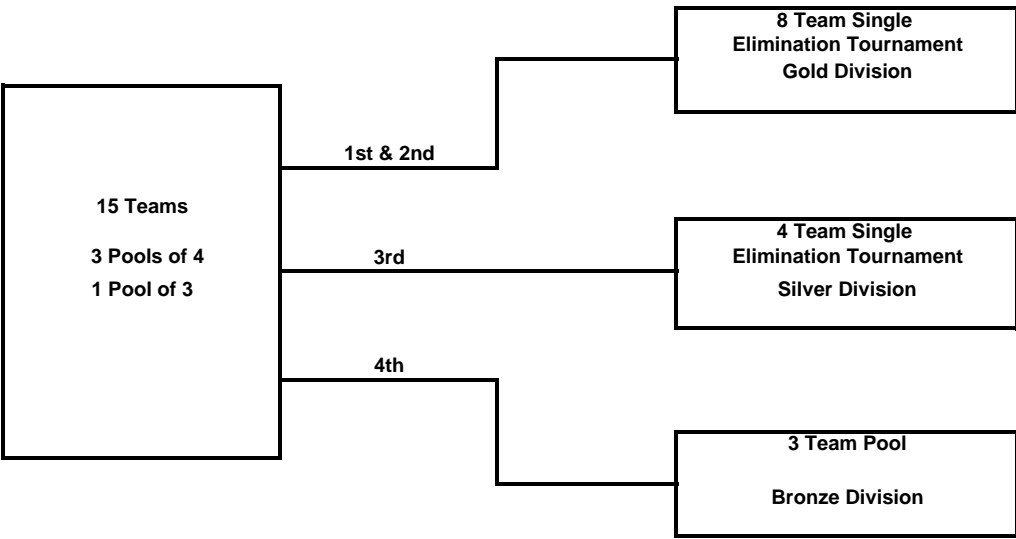 8 Team Single
Elimination Tournament
Gold Division
1st & 2nd
15 Teams
3 Pools of 4
1 Pool of 3
3rd
4 Team Single
Elimination Tournament
Silver Division
4th
3 Team Pool
Bronze Division